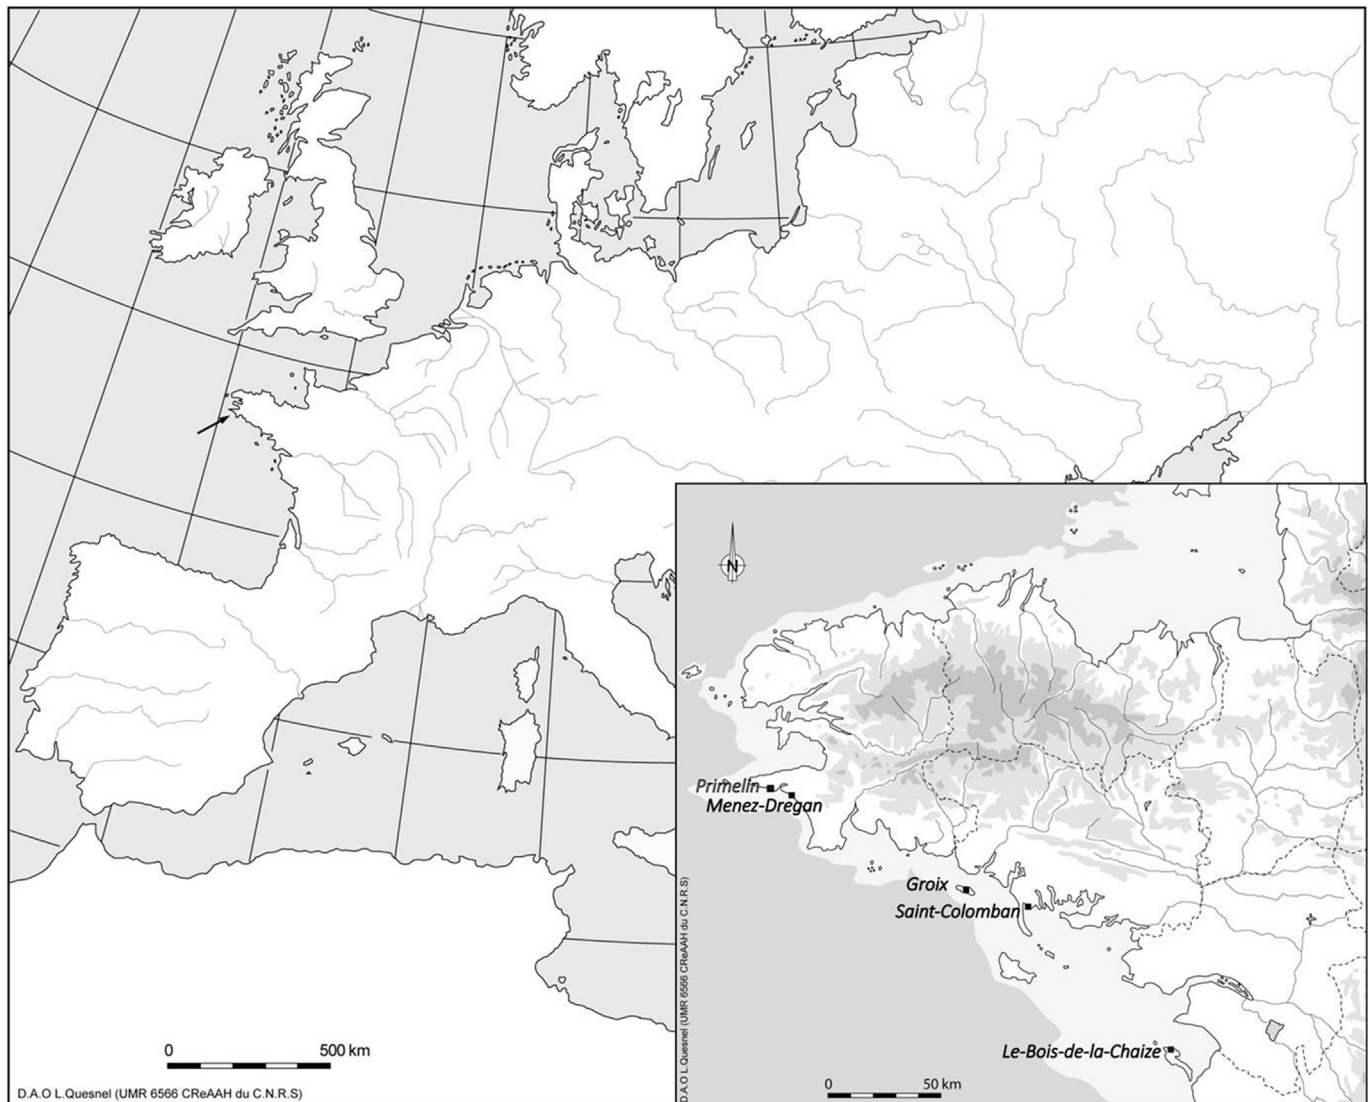 N
Primelin
Menez-Dregan
Groix
Saint-Colomban
Le-Bois-de-la-Chaize
0 50 km
D.A.O L.Quesnel (UMR 6566 CReAAH du C.N.R.S)
0 500 km
D.A.O L.Quesnel (UMR 6566 CReAAH du C.N.R.S)